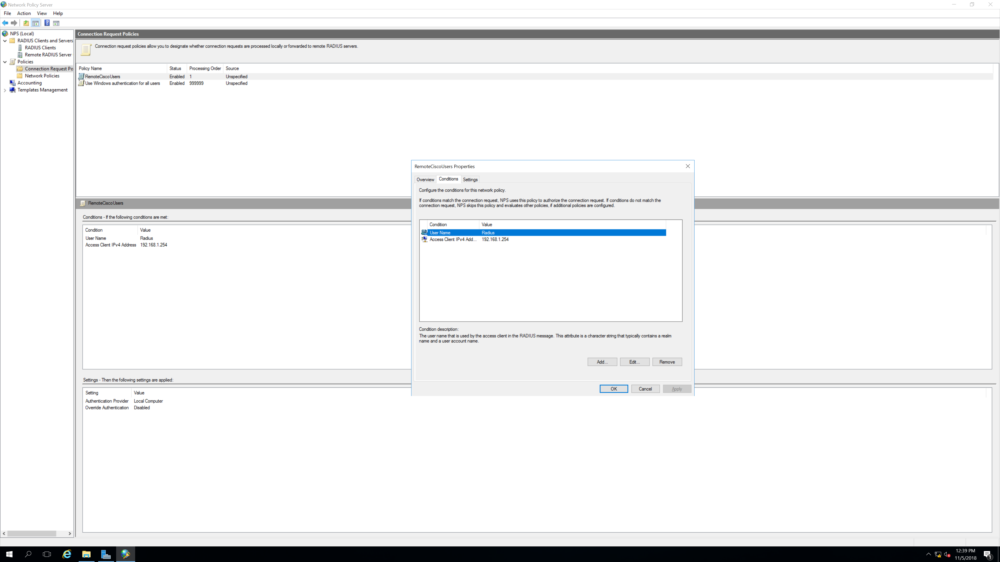 Network Policy Server
File Action View Help
NPS (Local)
RADIUS Clients and Servers
RADIUS Clients
Remote RADIUS Server
Policies
Connection Request Po
Network Policies
Accounting
Templates Management
Connection Request Policies
Connection request policies allow you to designate whether connection requests are processed locally or forwarded to remote RADIUS servers.
Policy Name Status Processing Order Source
RemoteCiscoUsers Enabled 1 Unspecified
Use Windows authentication for all users Enabled 999999 Unspecified
RemoteCiscoUsers
Conditions - If the following conditions are met:
Condition Value
User Name Radius
Access Client IPv4 Address 192.168.1.254
Settings - Then the following settings are applied:
Setting Value
Authentication Provider Local Computer
Override Authentication Disabled
RemoteCiscoUsers Properties
Overview Conditions Settings
Configure the conditions for this network policy.
If conditions match the connection request, NPS uses this policy to authorize the connection request. If conditions do not match the
connection request, NPS skips this policy and evaluates other policies, if additional policies are configured.
Condition Value
User Name Radius
Access Client IPv4 Add... 192.168.1.254
Condition description:
The user name that is used by the access client in the RADIUS message. This attribute is a character string that typically contains a realm
name and a user account name.
Add... Edit... Remove
OK Cancel Apply
12:39 PM
11/5/2018
1